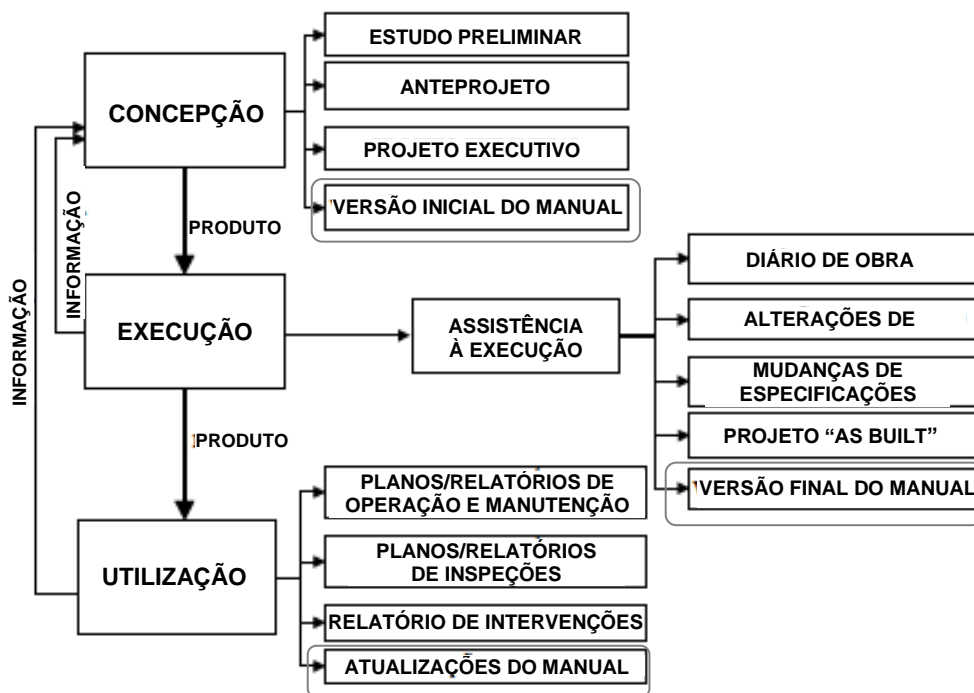 ESTUDO PRELIMINAR
ANTEPROJETO
CONCEPÇÃO
PROJETO EXECUTIVO
VERSÃO INICIAL DO MANUAL
PRODUTO
INFORMAÇÃO
INFORMAÇÃO
EXECUÇÃO
ASSISTÊNCIA
À EXECUÇÃO
DIÁRIO DE OBRA
ALTERAÇÕES DE
MUDANÇAS DE
ESPECIFICAÇÕES
PROJETO “AS BUILT”
VERSÃO FINAL DO MANUAL
PRODUTO
UTILIZAÇÃO
PLANOS/RELATÓRIOS DE
OPERAÇÃO E MANUTENÇÃO
PLANOS/RELATÓRIOS
DE INSPEÇÕES
RELATÓRIO DE INTERVENÇÕES
ATUALIZAÇÕES DO MANUAL